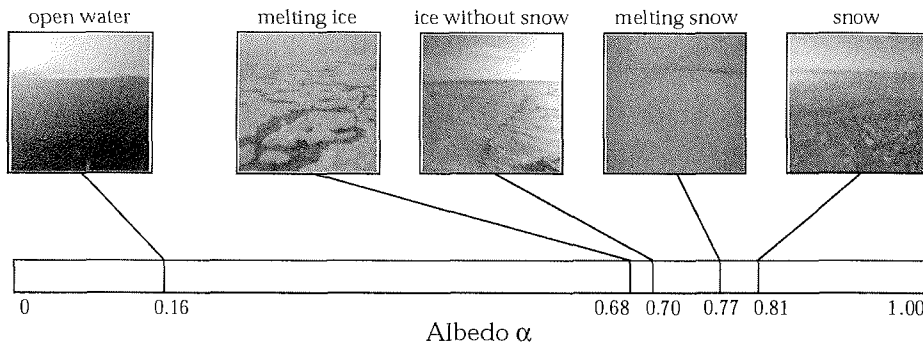 open water melting ice ice without snow melting snow snow
0 0.16 0.68 0.70 0.77 0.81 1.00
Albedo α